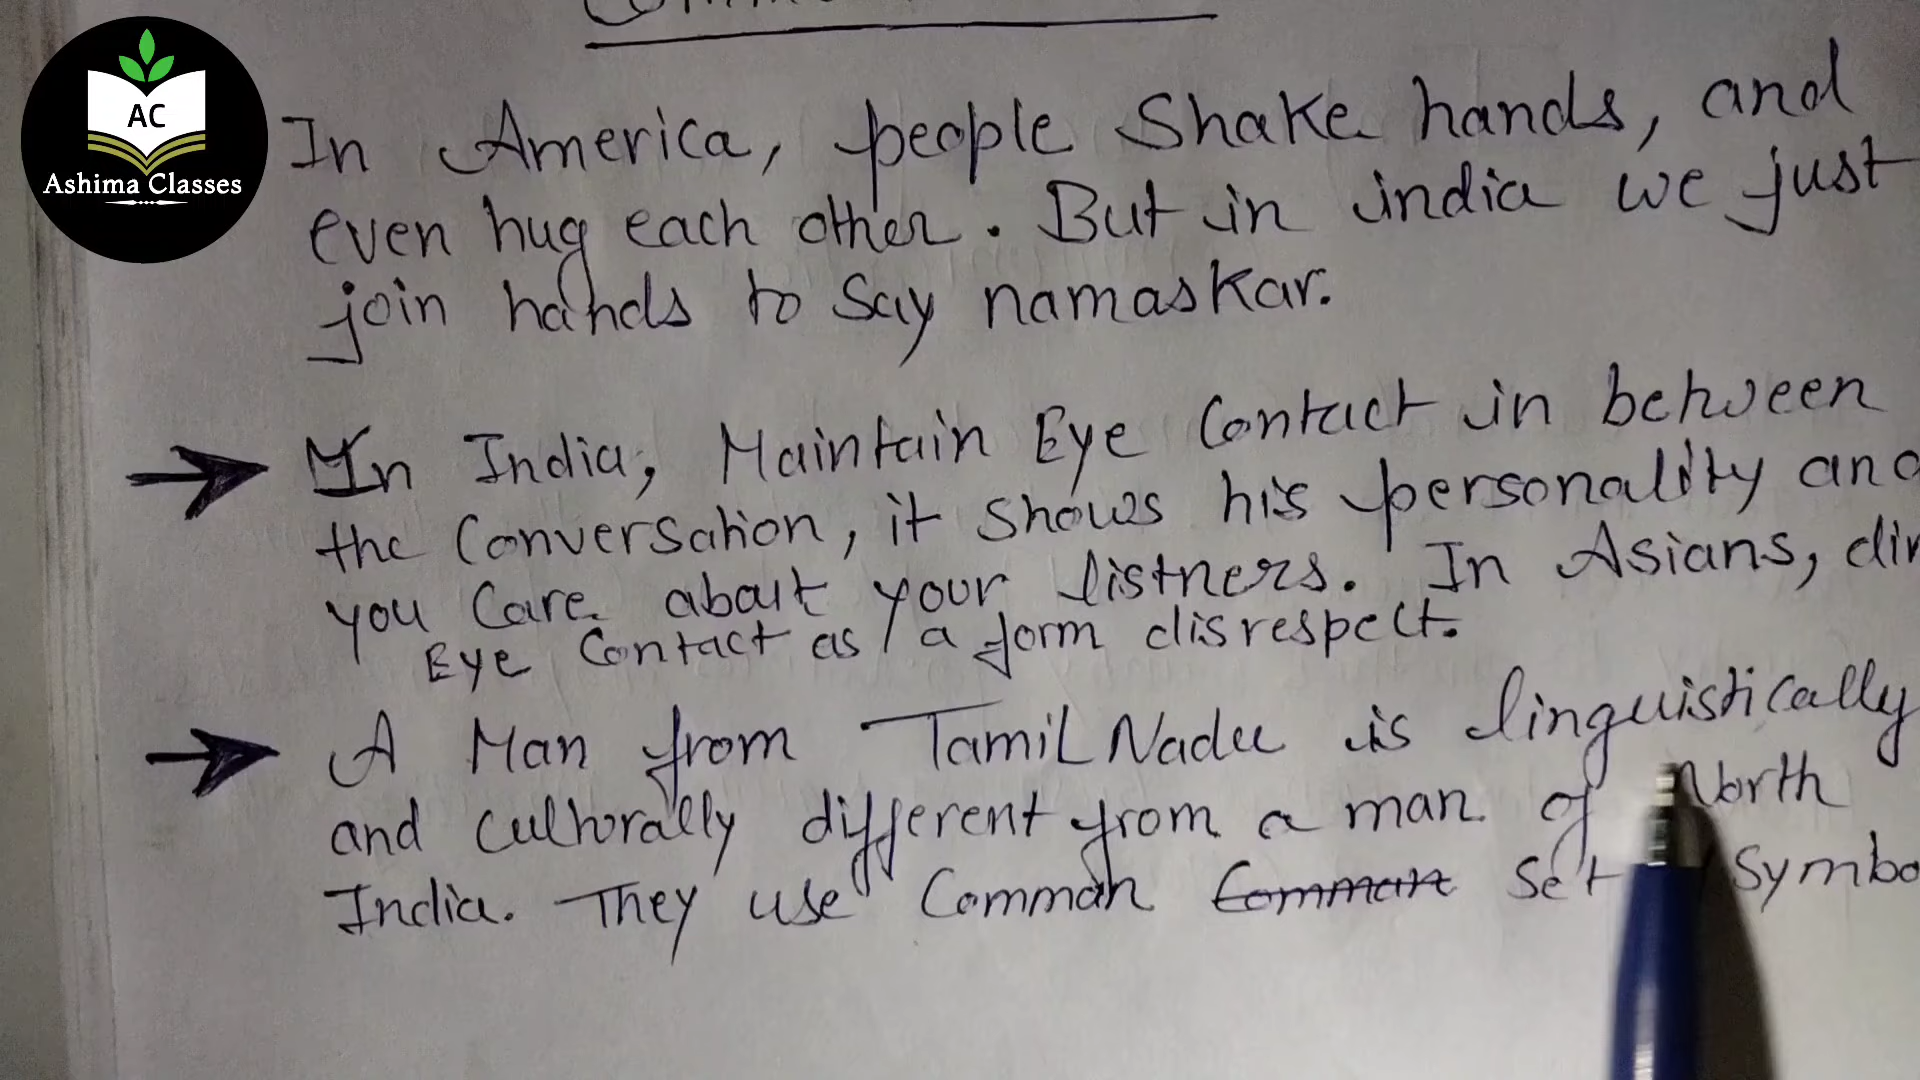 AC
Ashima Classes
In America, people Shake hands, and
even hug each other. But in india we just
join hands to Say namaskar.
In India, Maintain Eye Contact in between
the Conversation, it shows his personality and
you Care about your listners. In Asians,
Eye Contact as a form disrespect.
A Man from Tamil Nadu is linguistically
and culturally different from a man of North
India. They use Common Common Set